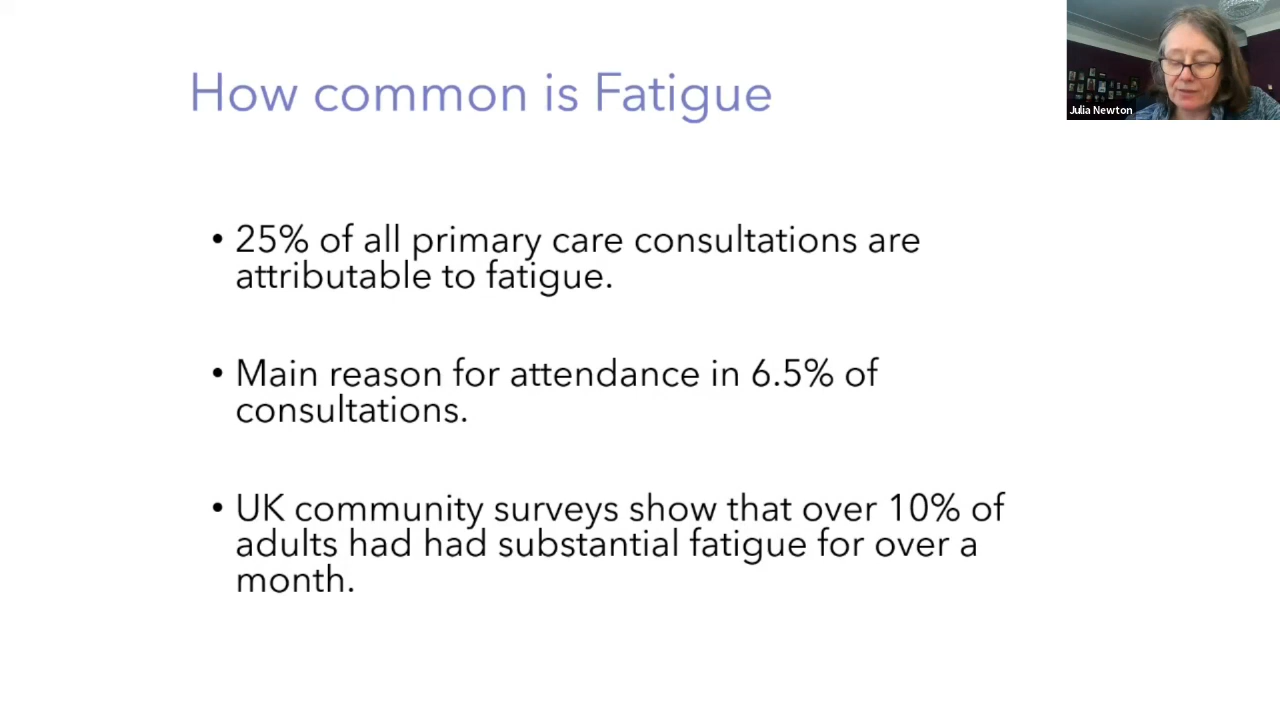 How common is Fatigue
Julia Newton
• 25% of all primary care consultations are
attributable to fatigue.
• Main reason for attendance in 6.5% of
consultations.
• UK community surveys show that over 10% of
adults had had substantial fatigue for over a
month.